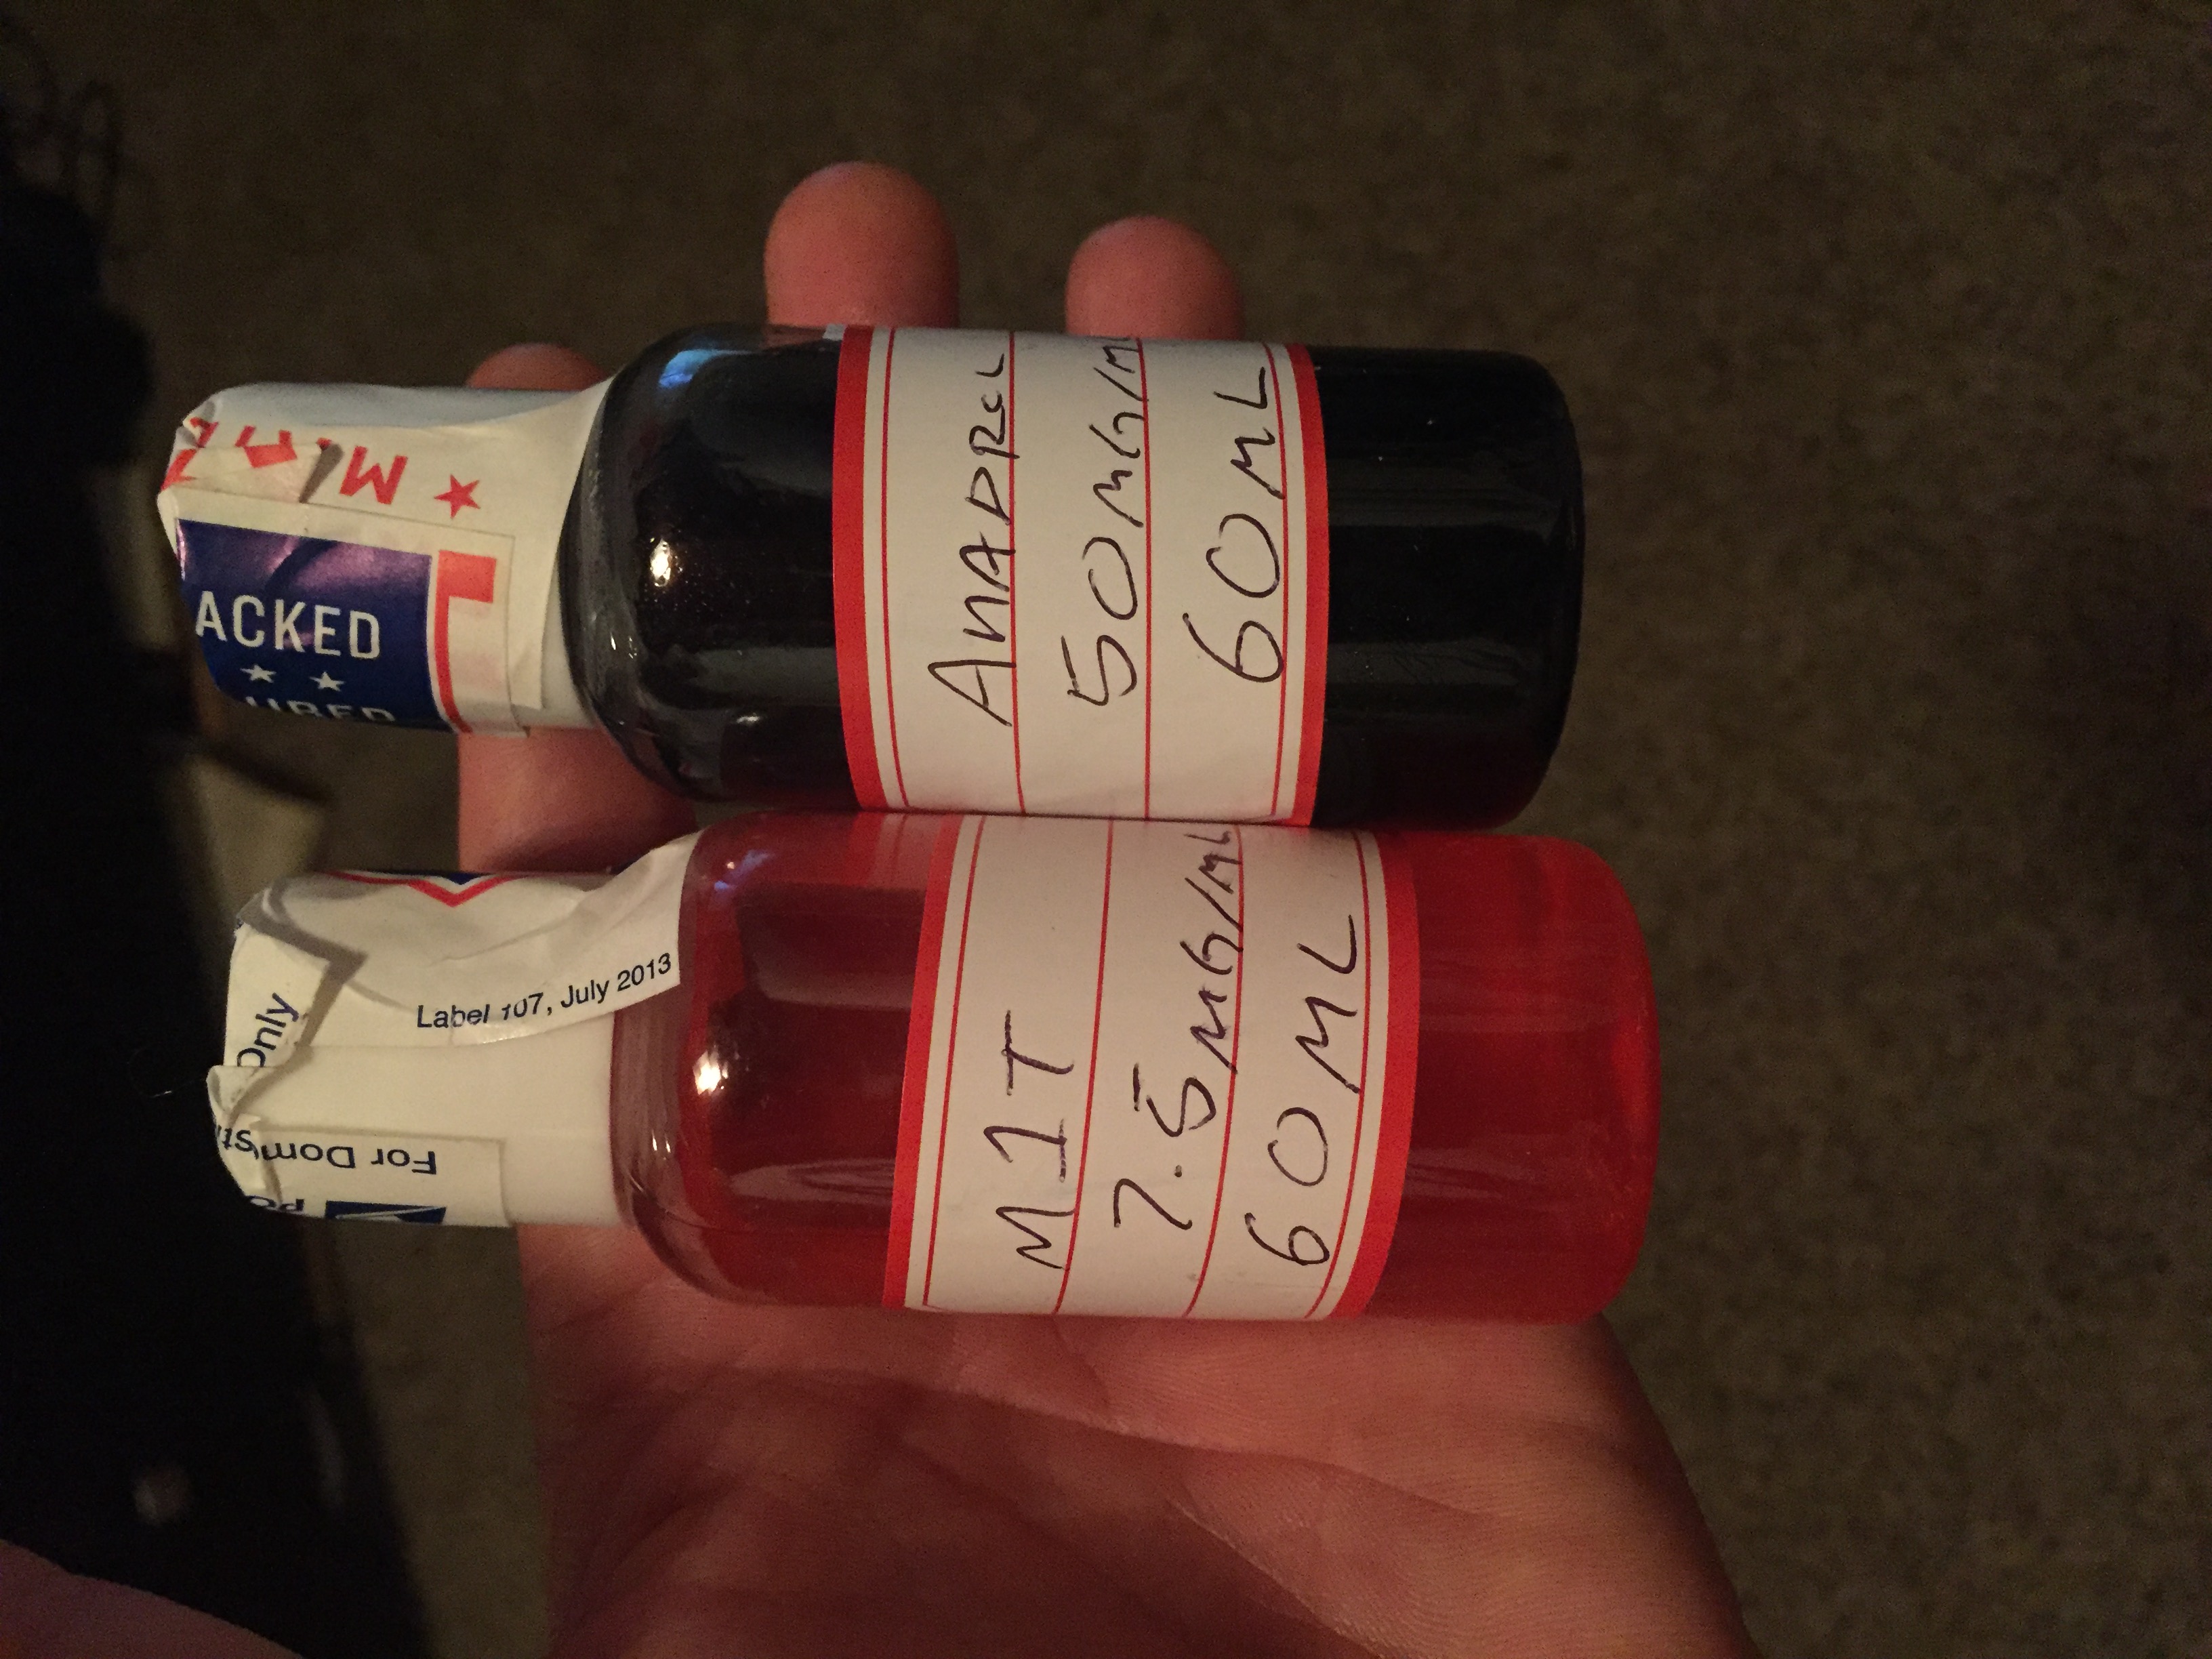 ANADROL
50MG/ML
60ML
M1T
7.5MG/ML
60ML
ACKED
Label 107, July 2013
Only
For Dom